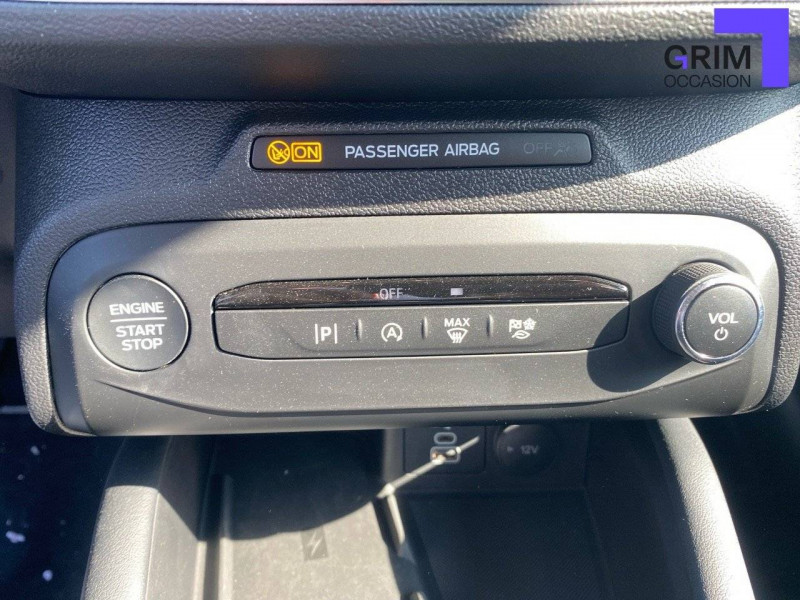 GRIM
OCCASION
ON PASSENGER AIRBAG OFF
OFF
ENGINE
START
STOP
P A MAX
VOL
12V